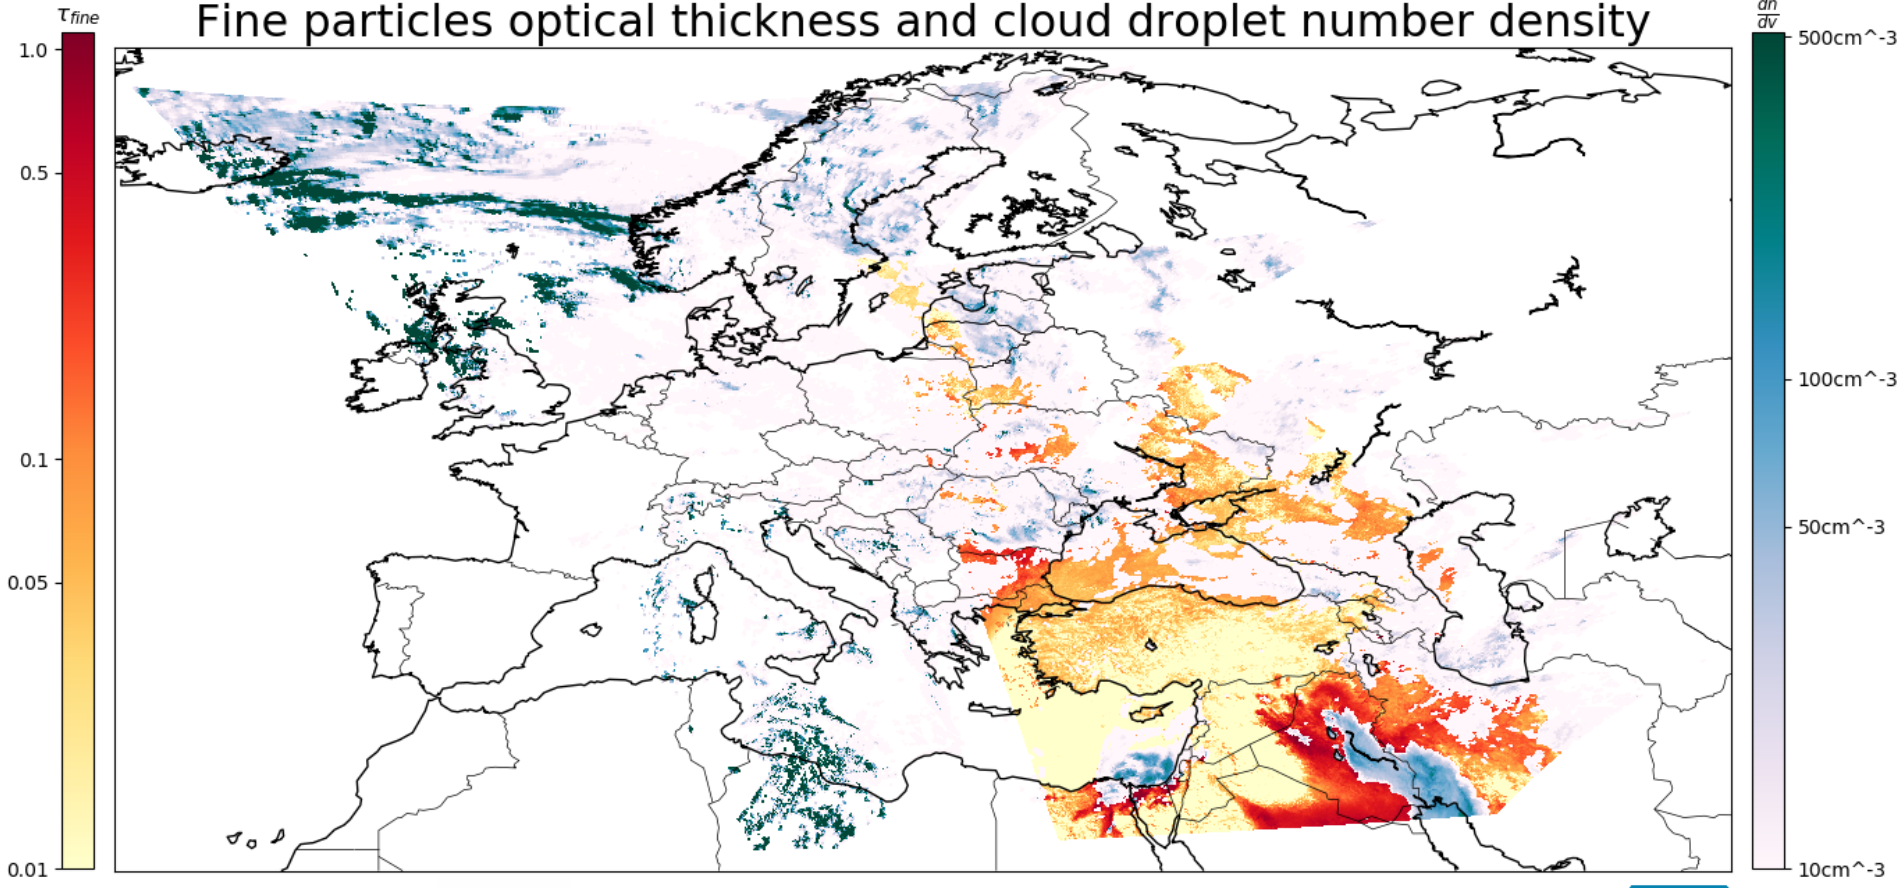 Fine particles optical thickness and cloud droplet number density
τfine
1.0
0.5
0.1
0.05
0.01
dn
dv
500cm^-3
100cm^-3
50cm^-3
10cm^-3